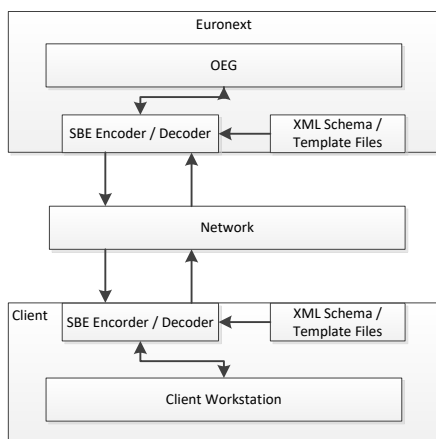 Euronext
OEG
SBE Encoder / Decoder
XML Schema /
Template Files
Network
Client
SBE Encorder / Decoder
XML Schema /
Template Files
Client Workstation